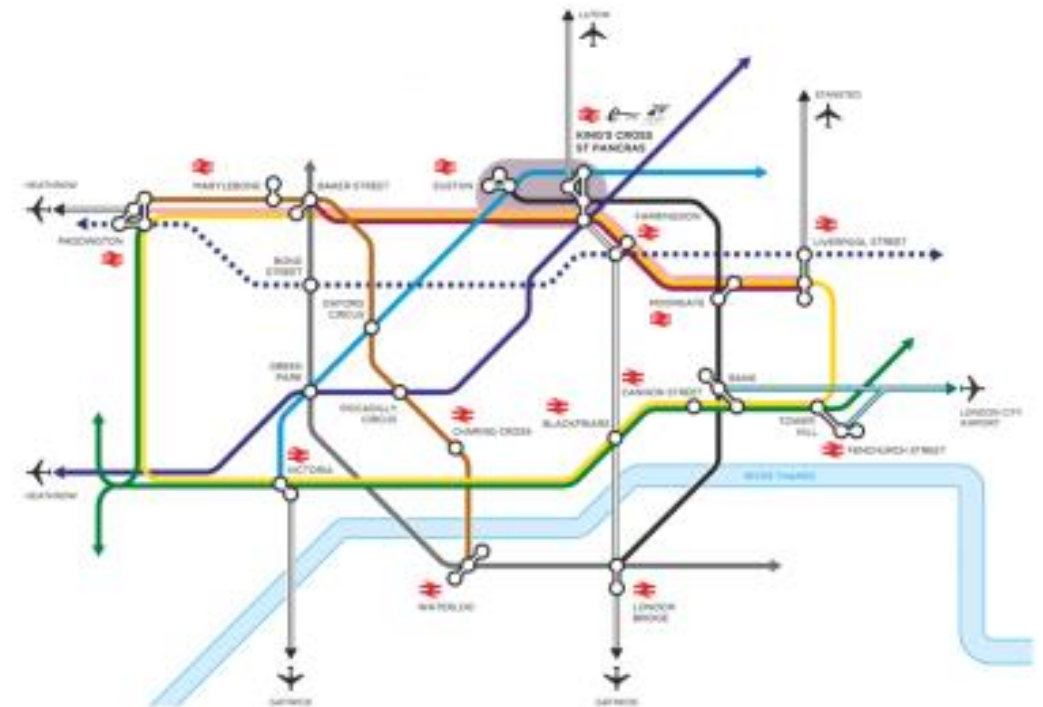 LUTON
STANSTED
KING'S CROSS
ST PANCRAS
HEATHROW
MARYLEBONE
BAKER STREET
EUSTON
FARRINGDON
PADDINGTON
LIVERPOOL STREET
BOND
STREET
MOORGATE
OXFORD
CIRCUS
GREEN
PARK
BANK
CANNON STREET
PICCADILLY
CIRCUS
BLACKFRIARS
TOWER
HILL
LONDON CITY
AIRPORT
CHARING CROSS
FENCHURCH STREET
VICTORIA
HEATHROW
RIVER THAMES
WATERLOO
LONDON
BRIDGE
GATWICK
GATWICK